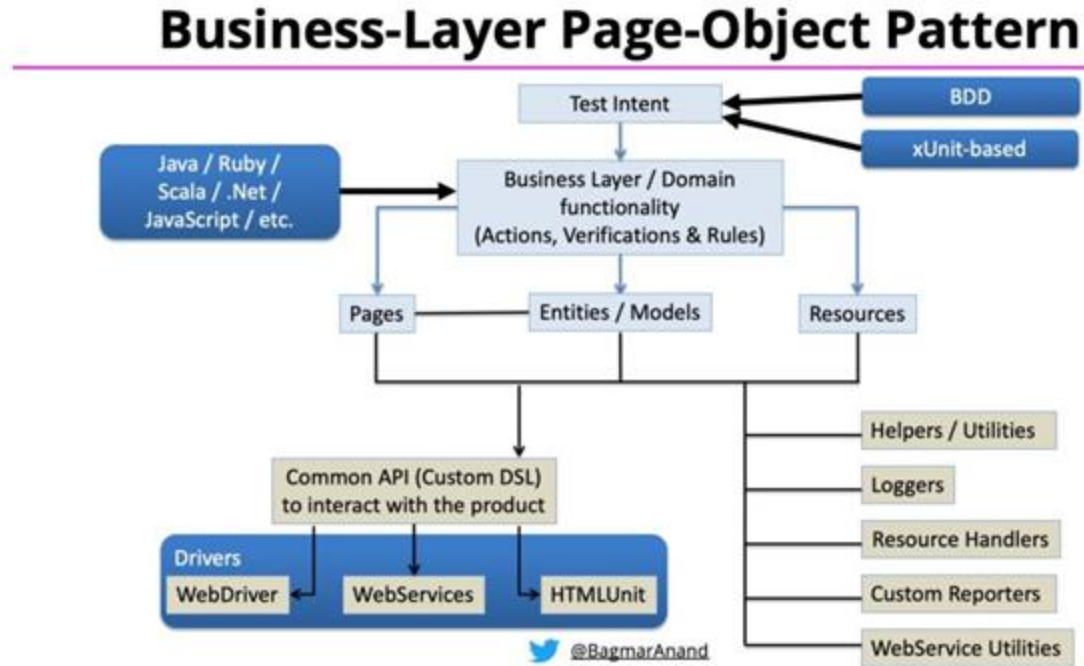 Business-Layer Page-Object Pattern
Test Intent
BDD
xUnit-based
Java / Ruby /
Scala / .Net /
JavaScript / etc.
Business Layer / Domain
functionality
(Actions, Verifications & Rules)
Pages
Entities / Models
Resources
Helpers / Utilities
Loggers
Resource Handlers
Custom Reporters
WebService Utilities
Common API (Custom DSL)
to interact with the product
Drivers
WebDriver
WebServices
HTMLUnit
@BagmarAnand